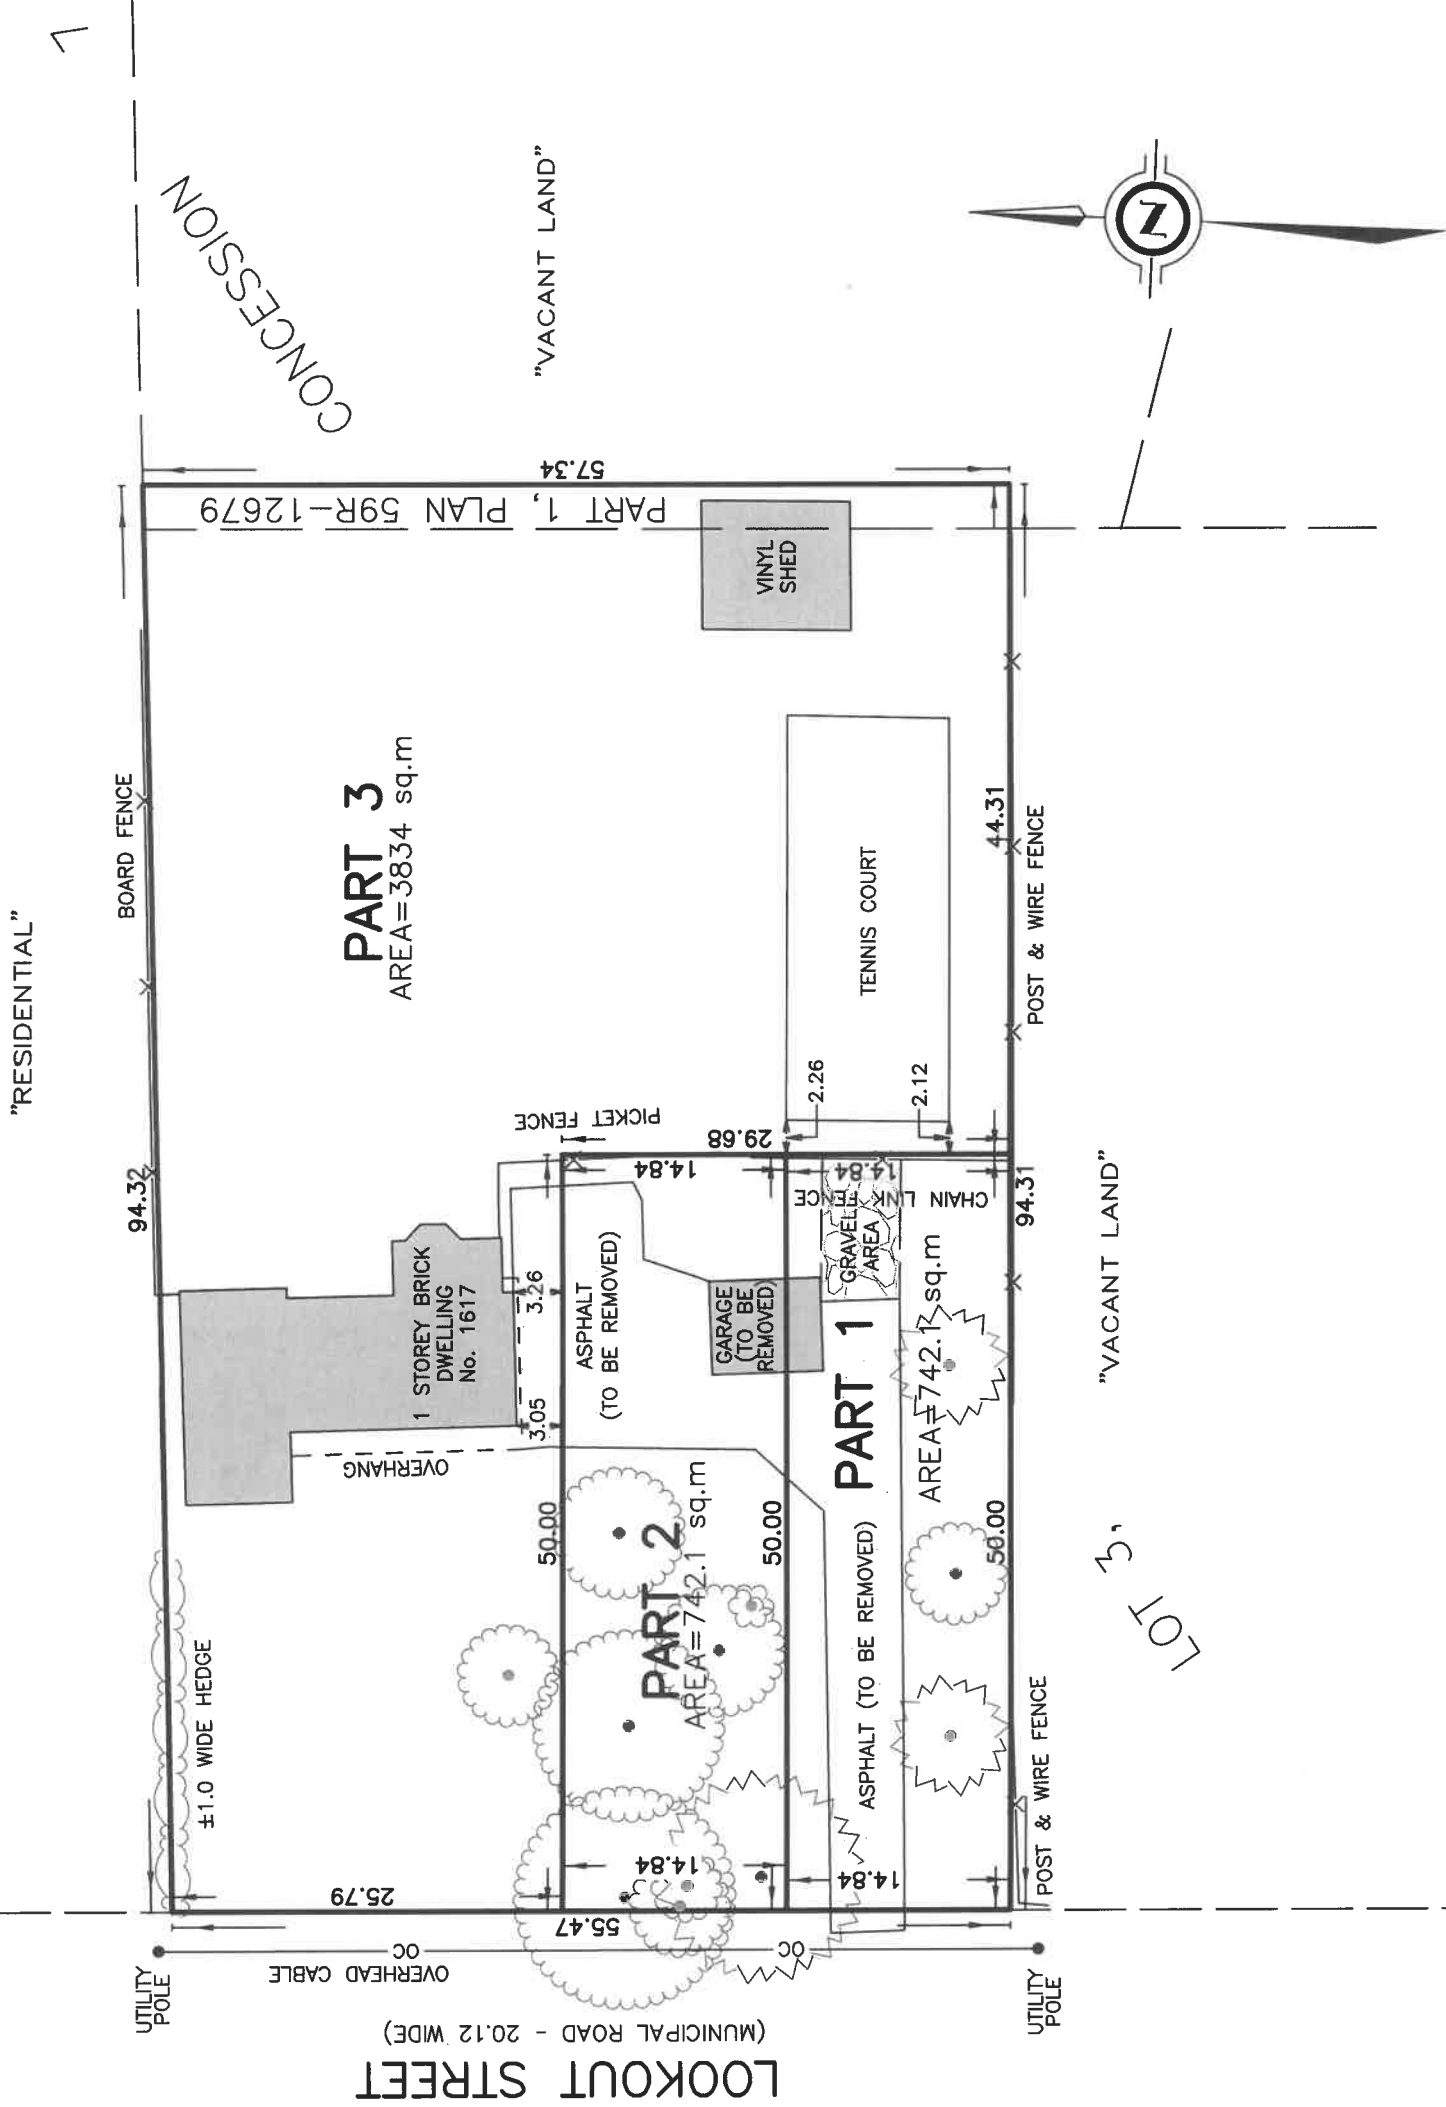 7
CONCESSION
"VACANT LAND"
N
"RESIDENTIAL"
BOARD FENCE
94.32
57.34
PART 1, PLAN 59R-12679
VINYL
SHED
PART 3
AREA=3834 sq.m
TENNIS COURT
2.26
2.12
44.31
POST & WIRE FENCE
PICKET FENCE
29.68
14.84
14.84
CHAIN LINK FENCE
94.31
"VACANT LAND"
1 STOREY BRICK
DWELLING
No. 1617
3.26
3.05
OVERHANG
ASPHALT
(TO BE REMOVED)
GARAGE
(TO BE
REMOVED)
GRAVEL
AREA
PART 1
AREA=742.1 sq.m
50.00
50.00
50.00
PART 2
AREA=742.1 sq.m
ASPHALT (TO BE REMOVED)
LOT 3,
±1.0 WIDE HEDGE
25.79
14.84
14.84
55.47
POST & WIRE FENCE
OC
OC
OVERHEAD CABLE
UTILITY
POLE
UTILITY
POLE
(MUNICIPAL ROAD - 20.12 WIDE)
LOOKOUT STREET